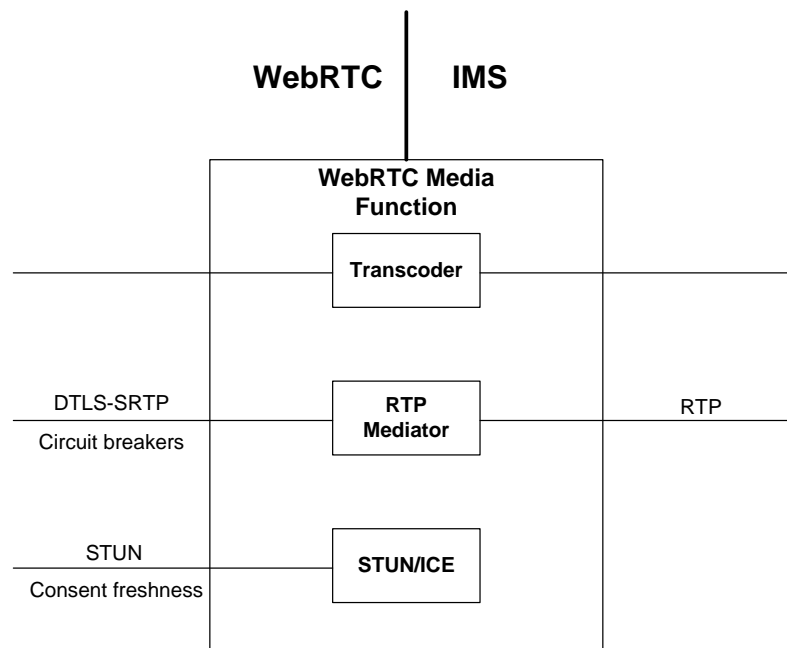 WebRTC
IMS
WebRTC Media
Function
Transcoder
DTLS-SRTP
Circuit breakers
RTP
Mediator
RTP
STUN
Consent freshness
STUN/ICE